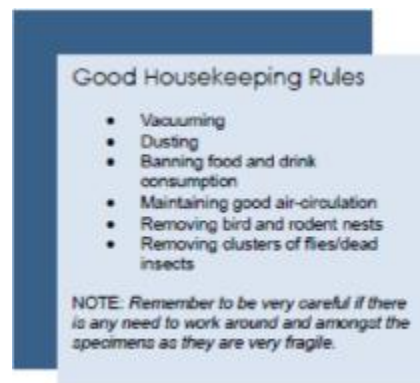 Good Housekeeping Rules
• Vacuuming
• Dusting
• Banning food and drink
consumption
• Maintaining good air-circulation
• Removing bird and rodent nests
• Removing clusters of flies/dead
insects
NOTE: Remember to be very careful if there
is any need to work around and amongst the
specimens as they are very fragile.